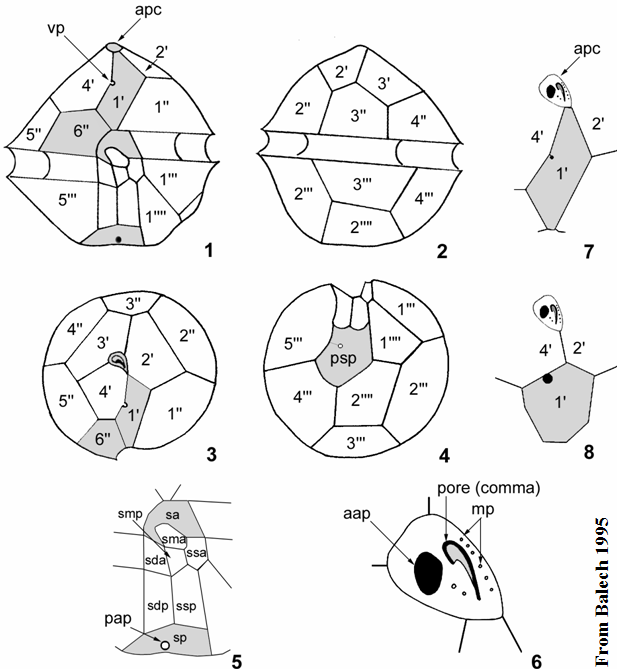 apc
vp
2'
4'
1'
1''
5''
6''
1'''
5'''
1''''
1
2'
3'
2''
3''
4''
3'''
2'''
4'''
2''''
2
apc
4'
2'
1'
7
3''
4''
2''
3'
2'
4'
5''
1'
1''
6''
3
1'''
5'''
1''''
psp
4'''
2''''
2'''
3'''
4
4'
2'
1'
8
sa
smp
sma
ssa
sda
sdp
ssp
pap
sp
5
pore (comma)
mp
aap
6
From Balech 1995